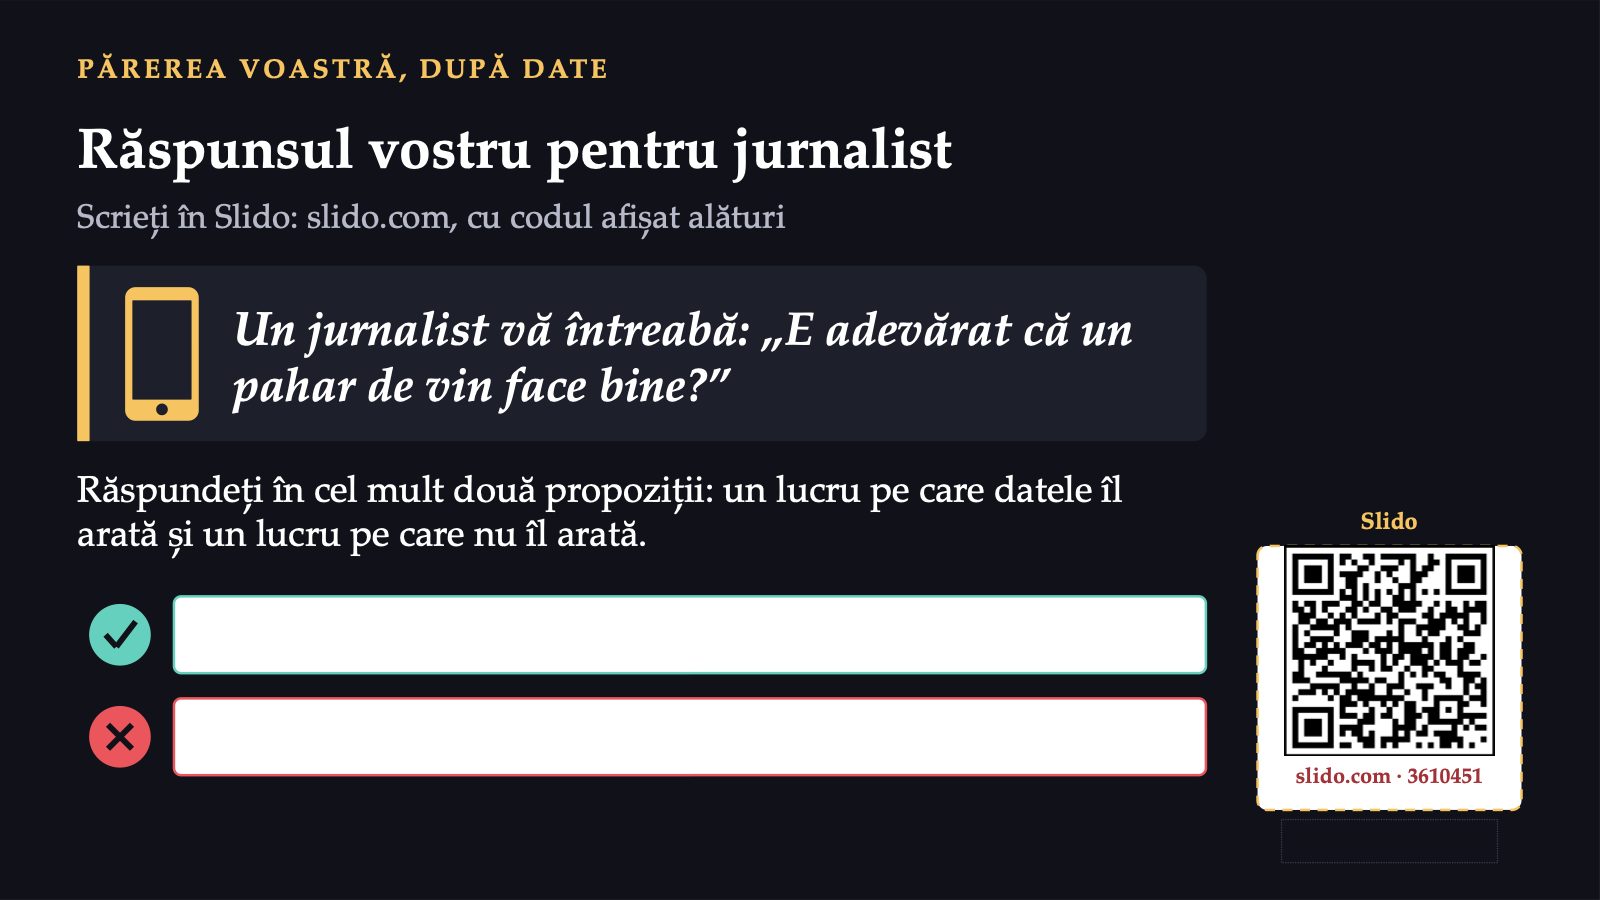 PĂREREA VOASTRĂ, DUPĂ DATE
Răspunsul vostru pentru jurnalist
Scrieți în Slido: slido.com, cu codul afișat alături
Un jurnalist vă întreabă: „E adevărat că un
pahar de vin face bine?”
Răspundeți în cel mult două propoziții: un lucru pe care datele îl
arată și un lucru pe care nu îl arată.
Slido
slido.com · 3610451